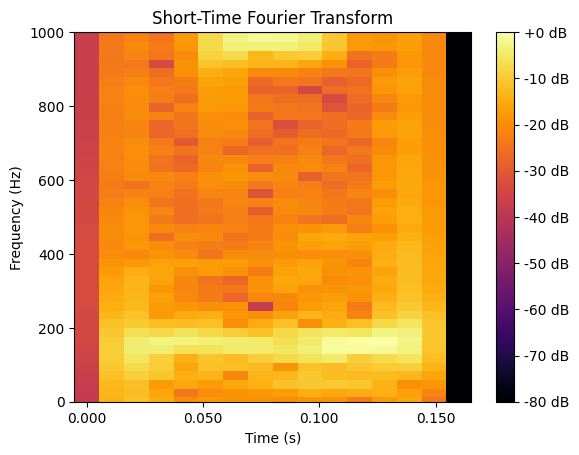 Short-Time Fourier Transform
1000
800
600
400
200
0
Frequency (Hz)
0.000
0.050
0.100
0.150
Time (s)
+0 dB
-10 dB
-20 dB
-30 dB
-40 dB
-50 dB
-60 dB
-70 dB
-80 dB